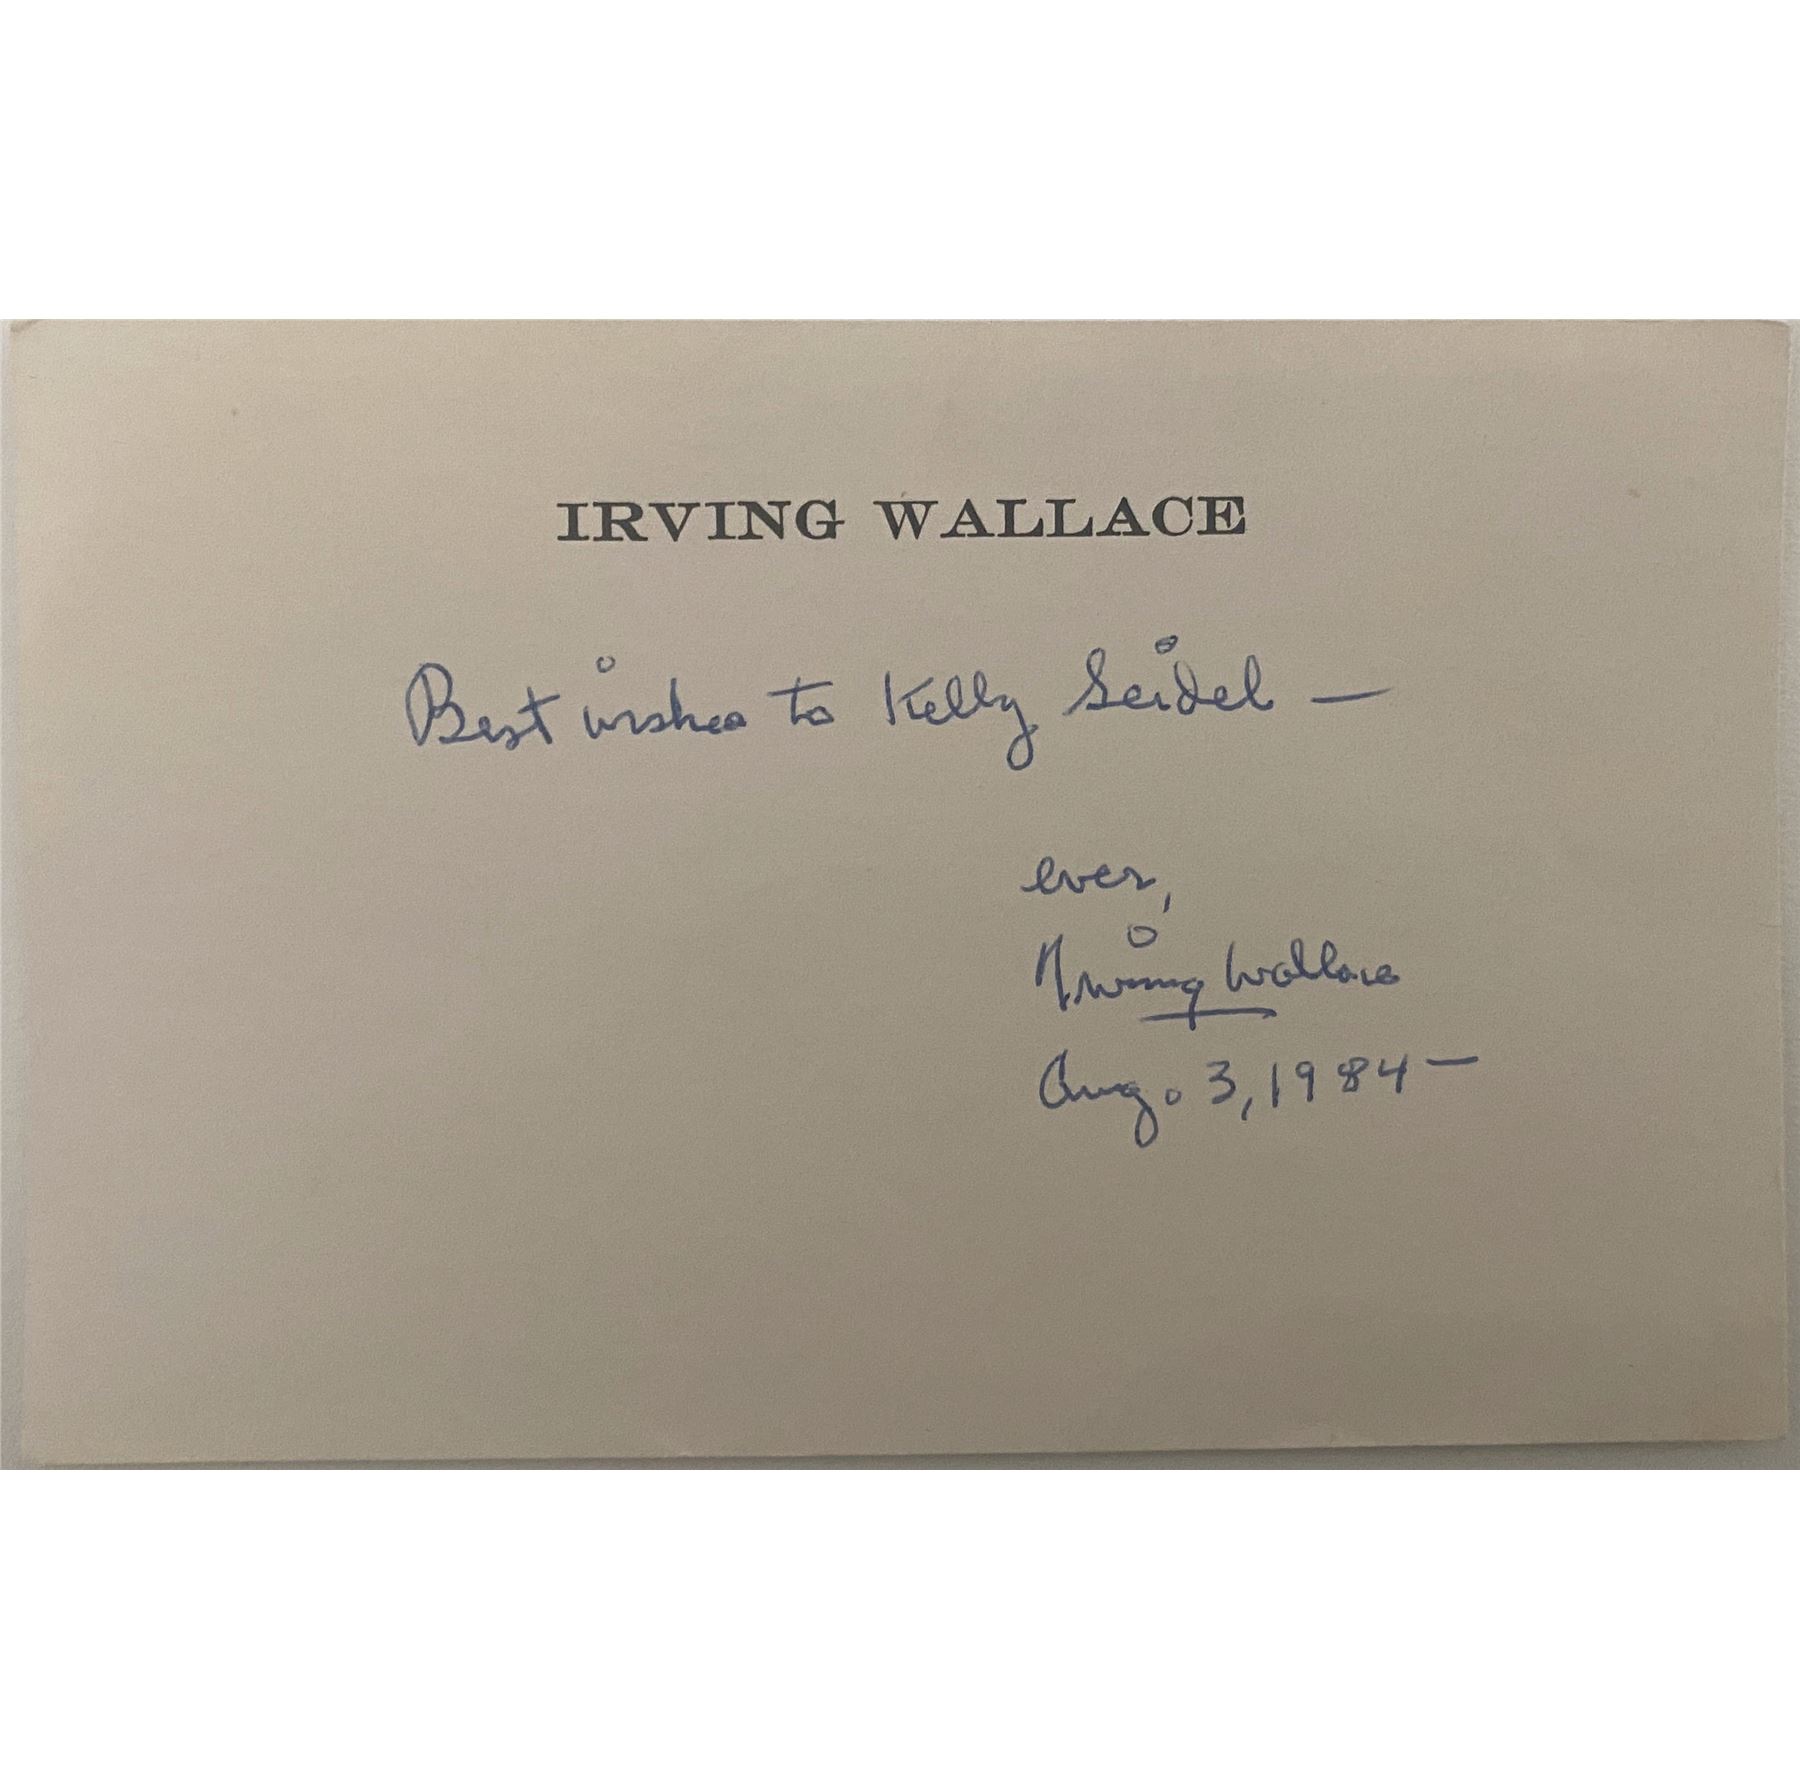 IRVING WALLACE
Best wishes to Kelly Seidel —
ever,
Irving Wallace
Aug. 3, 1984 —